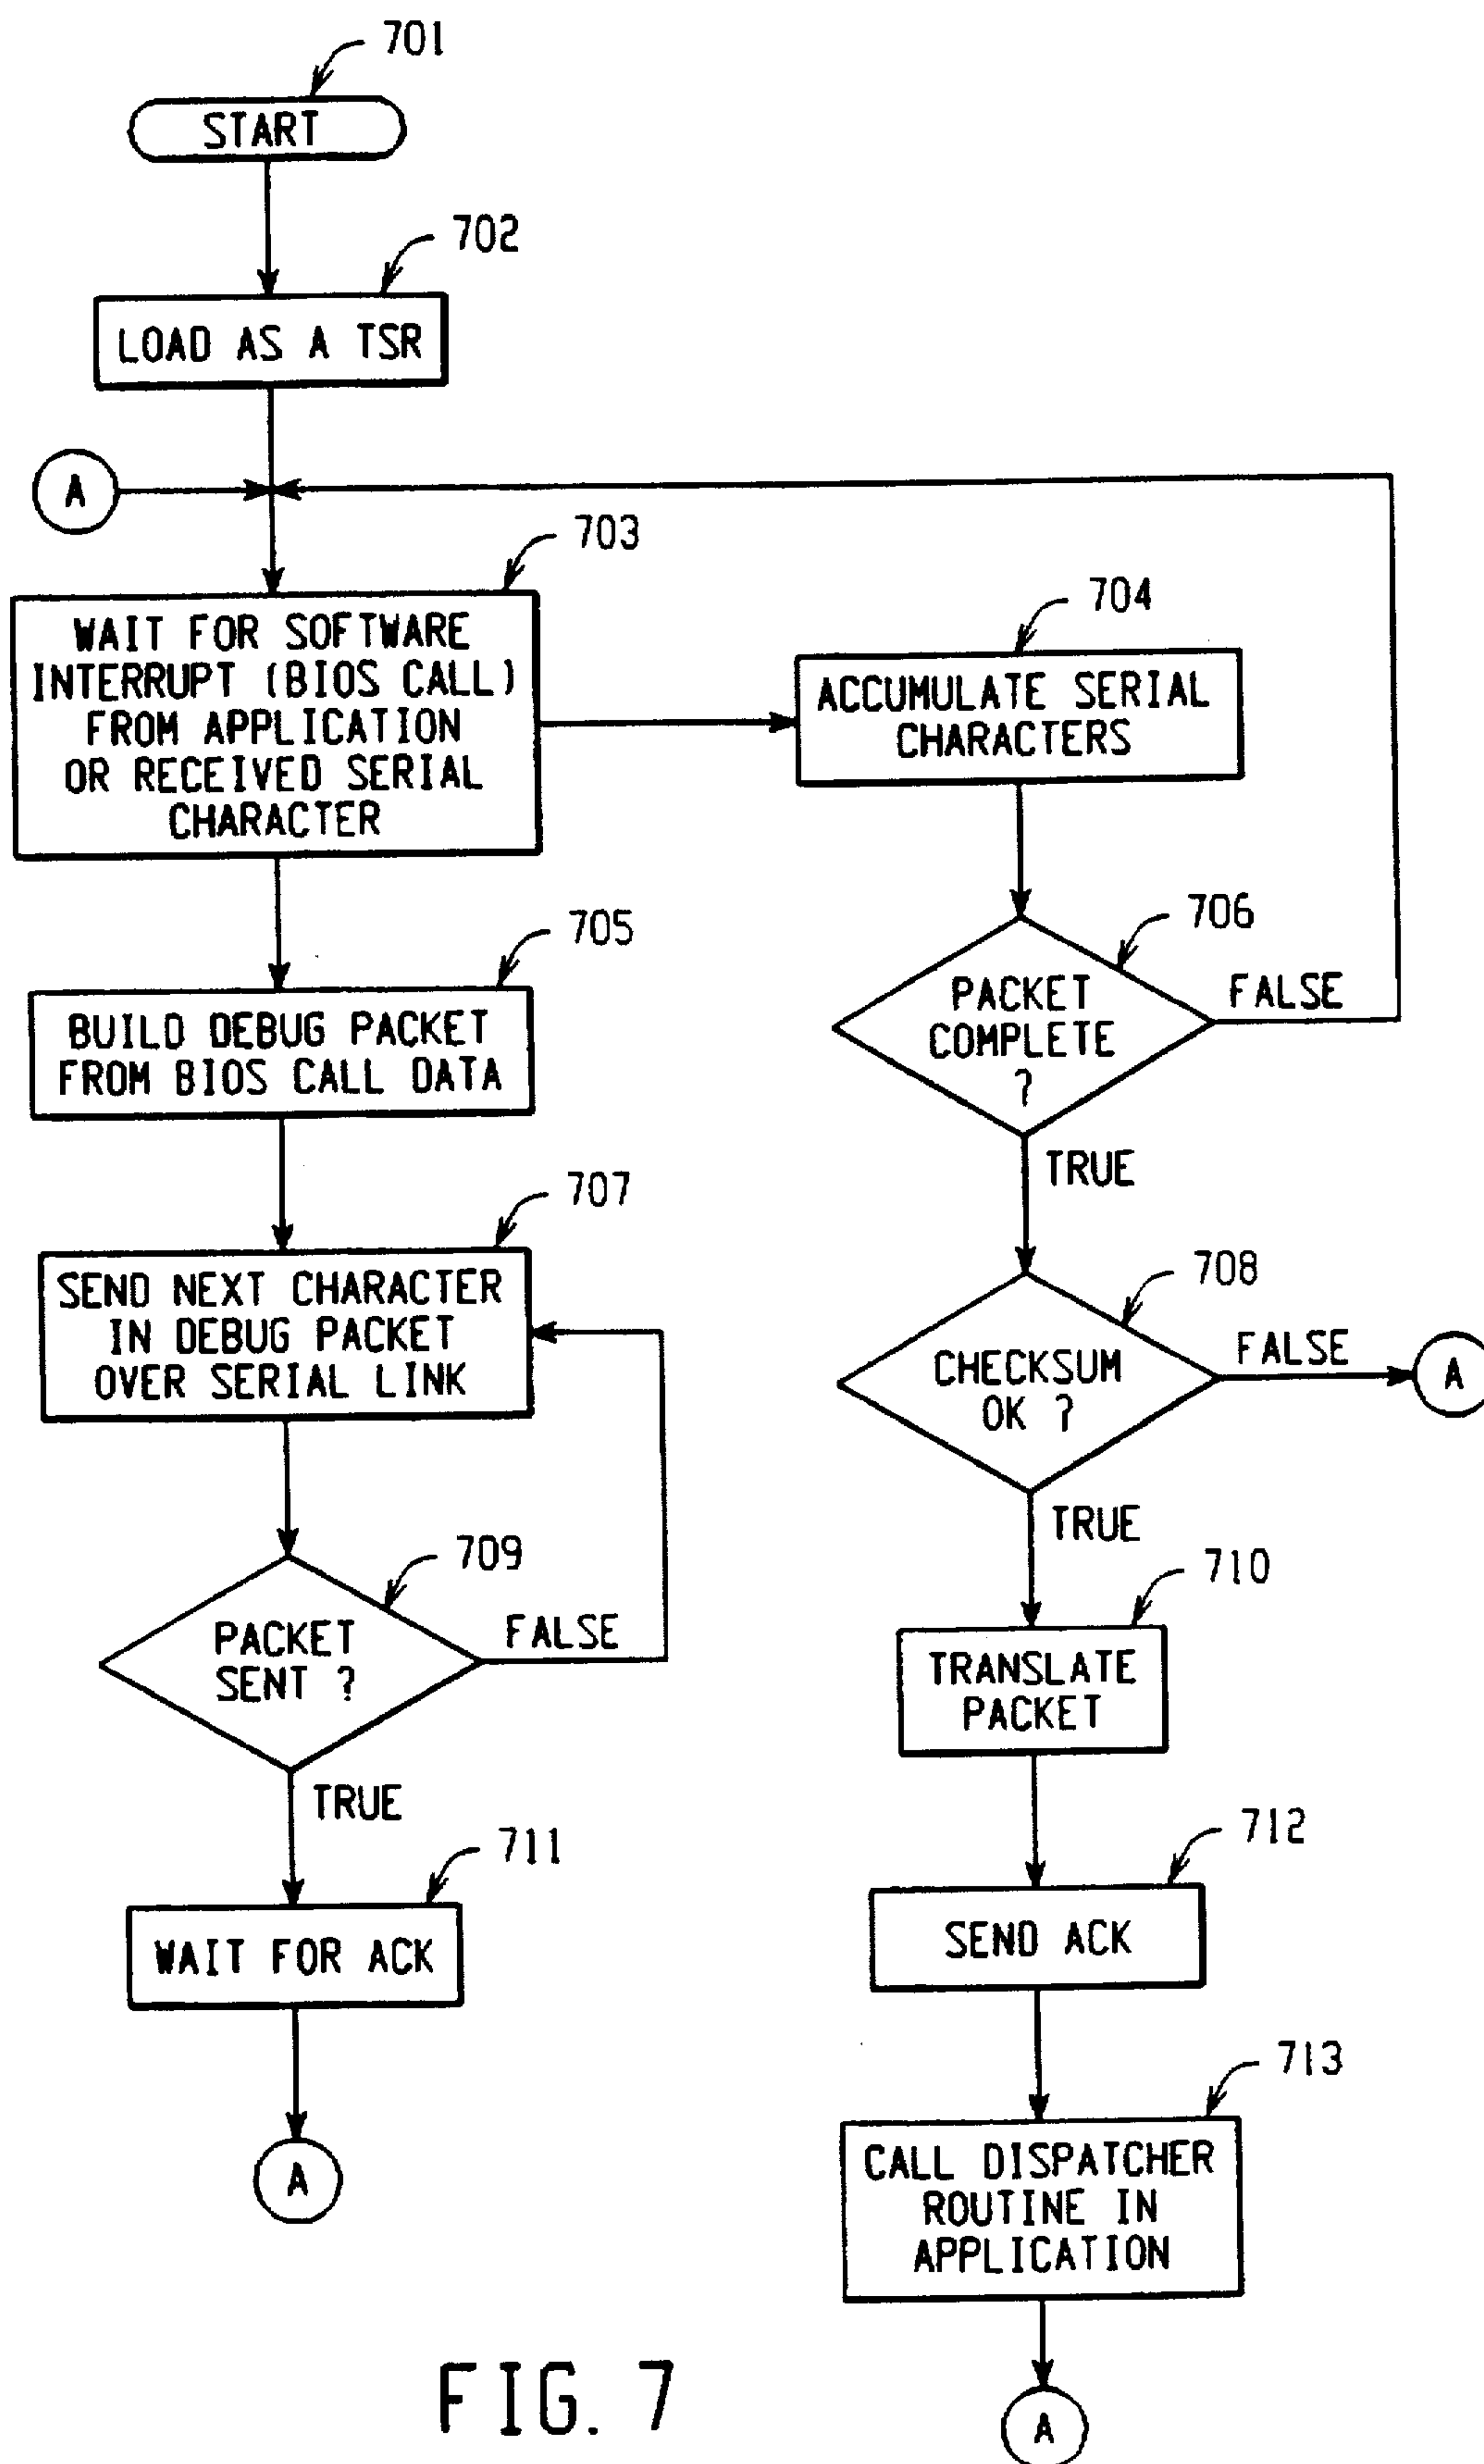 701
START
702
LOAD AS A TSR
A
703
WAIT FOR SOFTWARE
INTERRUPT (BIOS CALL)
FROM APPLICATION
OR RECEIVED SERIAL
CHARACTER
704
ACCUMULATE SERIAL
CHARACTERS
705
BUILD DEBUG PACKET
FROM BIOS CALL DATA
706
PACKET
COMPLETE
?
FALSE
TRUE
707
SEND NEXT CHARACTER
IN DEBUG PACKET
OVER SERIAL LINK
708
CHECKSUM
OK ?
FALSE
A
TRUE
709
PACKET
SENT ?
FALSE
TRUE
710
TRANSLATE
PACKET
711
WAIT FOR ACK
A
712
SEND ACK
713
CALL DISPATCHER
ROUTINE IN
APPLICATION
A
FIG. 7